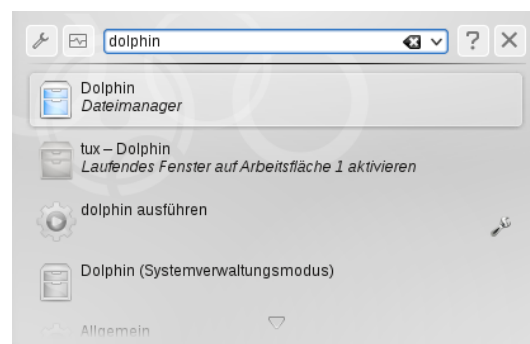 dolphin
Dolphin
Dateimanager
tux – Dolphin
Laufendes Fenster auf Arbeitsfläche 1 aktivieren
dolphin ausführen
Dolphin (Systemverwaltungsmodus)
Allgemein